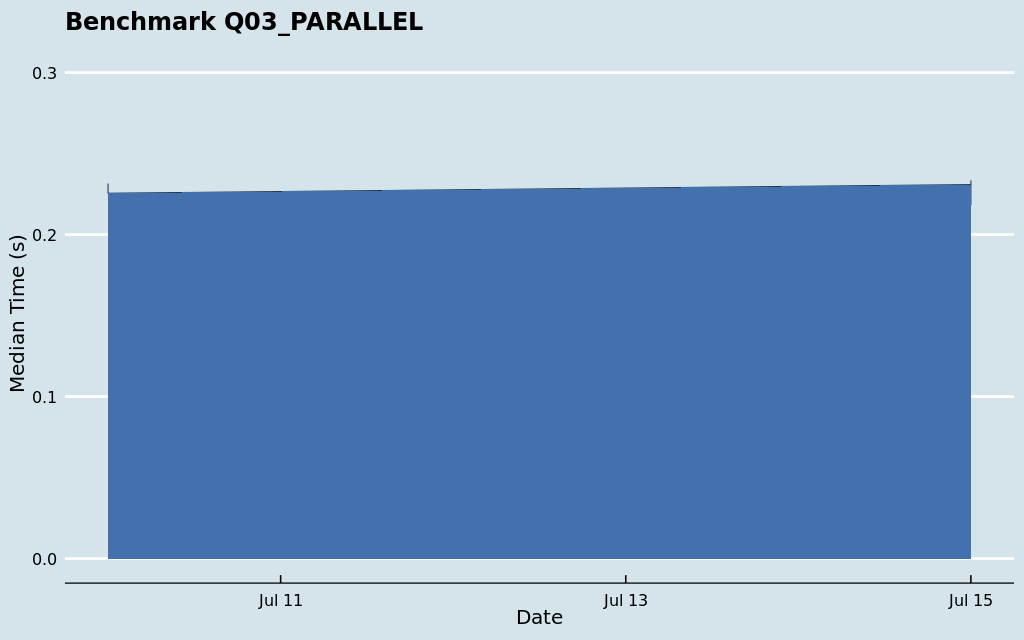 Benchmark Q03_PARALLEL
0.3
0.2
0.1
0.0
Median Time (s)
Jul 11
Jul 13
Jul 15
Date